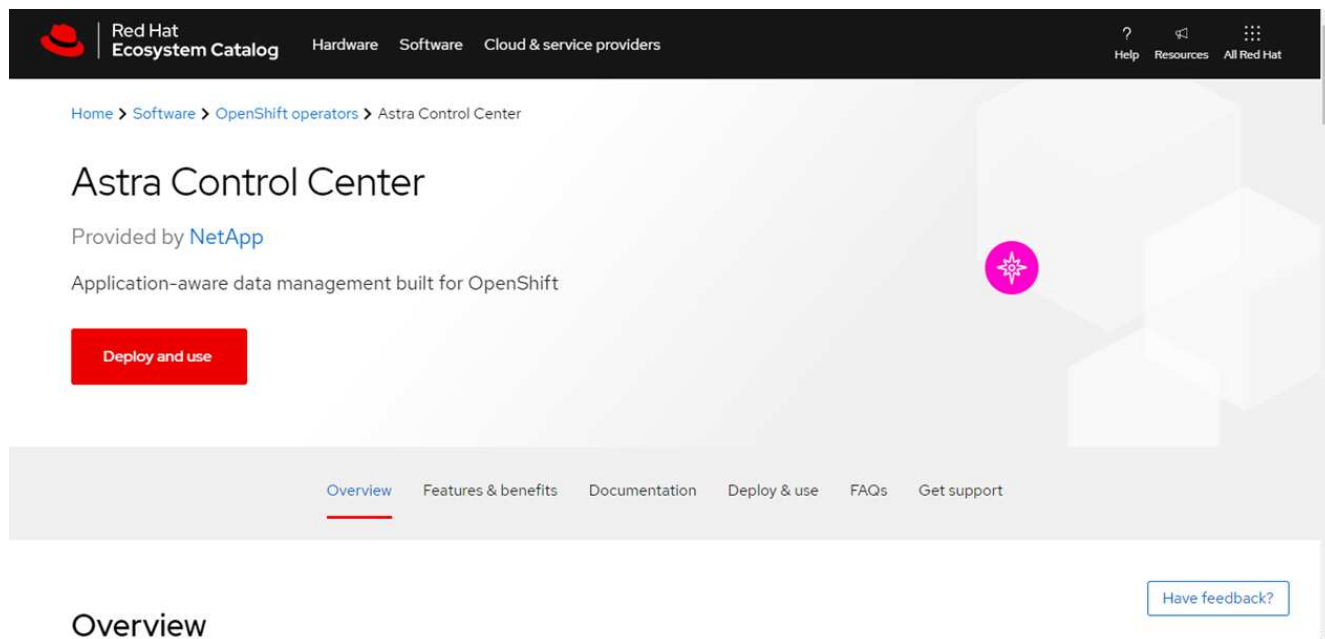 Red Hat
Ecosystem Catalog
Hardware Software Cloud & service providers
? Help Resources All Red Hat
Home > Software > OpenShift operators > Astra Control Center
Astra Control Center
Provided by NetApp
Application-aware data management built for OpenShift
Deploy and use
Overview Features & benefits Documentation Deploy & use FAQs Get support
Have feedback?
Overview